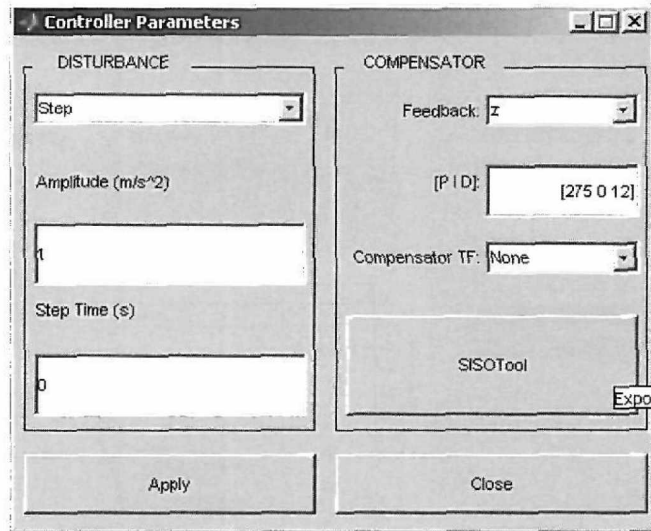 Controller Parameters
DISTURBANCE
Step
Amplitude (m/s^2)
1
Step Time (s)
0
COMPENSATOR
Feedback: z
[P I D]: [275 0 12]
Compensator TF: None
SISOTool
Expo
Apply
Close